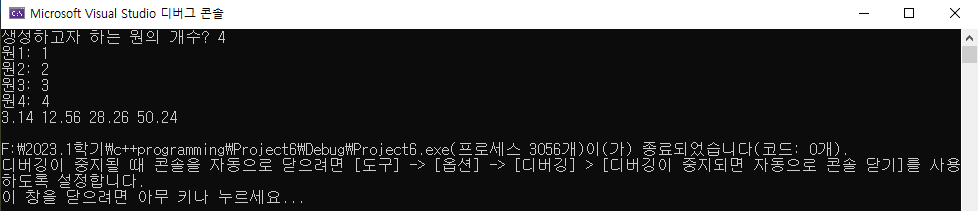 Microsoft Visual Studio 디버그 콘솔
생성하고자 하는 원의 개수? 4
원1: 1
원2: 2
원3: 3
원4: 4
3.14 12.56 28.26 50.24
F:\2023.1학기\c++programming\Project6\Debug\Project6.exe(프로세스 3056개)이(가) 종료되었습니다(코드: 0개).
디버깅이 중지될 때 콘솔을 자동으로 닫으려면 [도구] -> [옵션] -> [디버깅] > [디버깅이 중지되면 자동으로 콘솔 닫기]를 사용
하도록 설정합니다.
이 창을 닫으려면 아무 키나 누르세요...